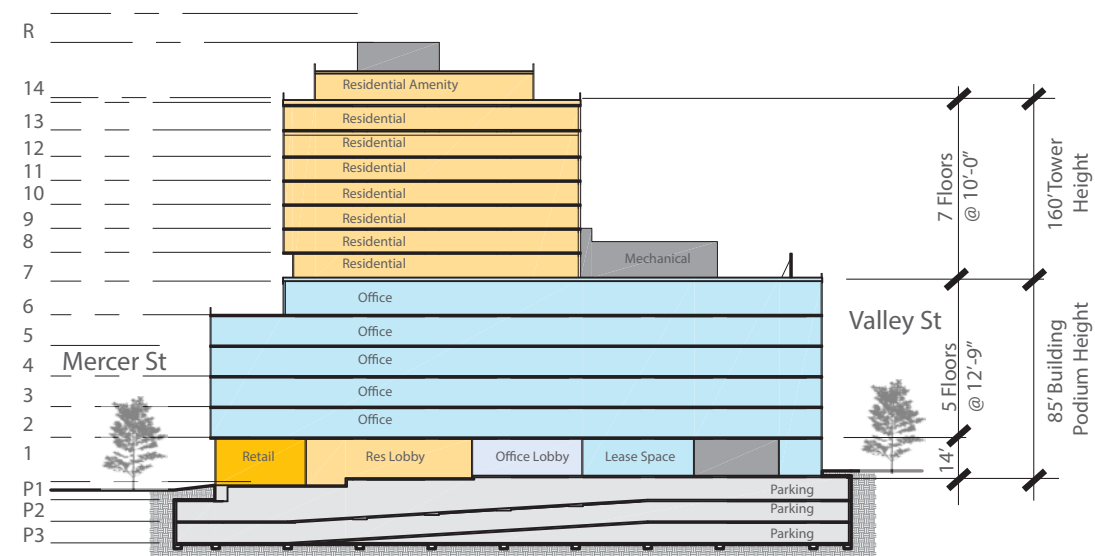 R
14
13
12
11
10
9
8
7
6
5
4
3
2
1
P1
P2
P3
Mercer St
Residential Amenity
Residential
Residential
Residential
Residential
Residential
Residential
Residential
Mechanical
Office
Office
Office
Office
Office
Retail
Res Lobby
Office Lobby
Lease Space
Parking
Parking
Parking
Valley St
7 Floors
@ 10'-0"
160' Tower
Height
5 Floors
@ 12'-9"
85' Building
Podium Height
14'